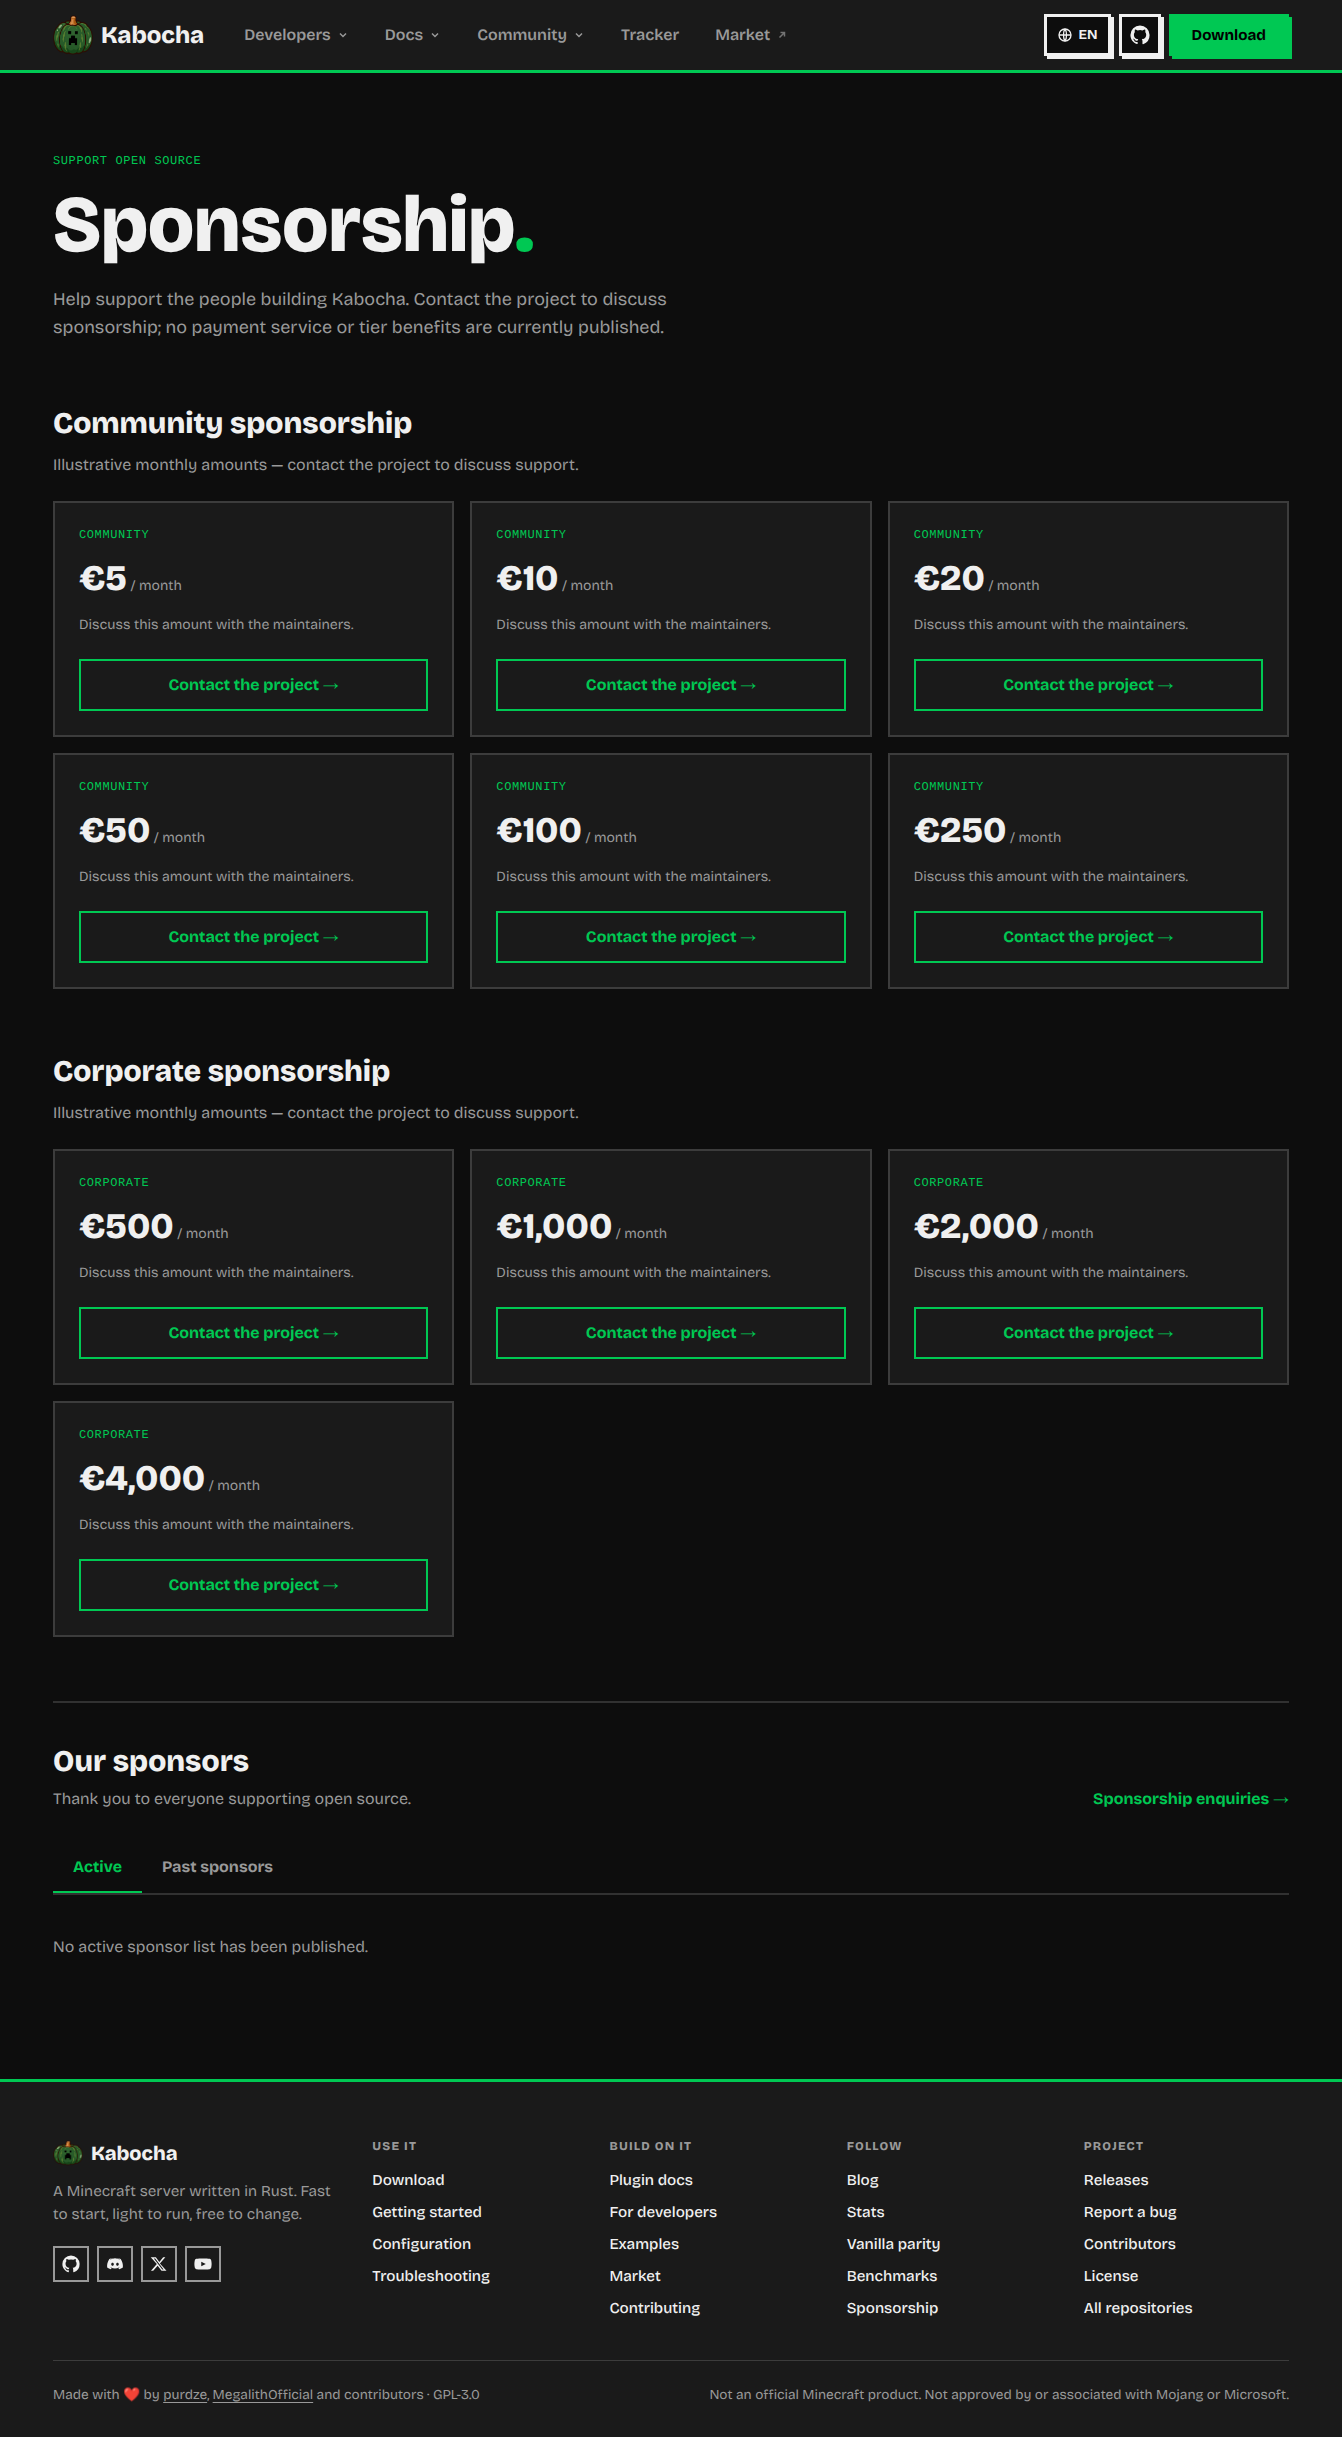 Kabocha
Developers
Docs
Community
Tracker
Market ↗
EN
Download
SUPPORT OPEN SOURCE
Sponsorship.
Help support the people building Kabocha. Contact the project to discuss
sponsorship; no payment service or tier benefits are currently published.
Community sponsorship
Illustrative monthly amounts — contact the project to discuss support.
COMMUNITY
€5 / month
Discuss this amount with the maintainers.
Contact the project →
COMMUNITY
€10 / month
Discuss this amount with the maintainers.
Contact the project →
COMMUNITY
€20 / month
Discuss this amount with the maintainers.
Contact the project →
COMMUNITY
€50 / month
Discuss this amount with the maintainers.
Contact the project →
COMMUNITY
€100 / month
Discuss this amount with the maintainers.
Contact the project →
COMMUNITY
€250 / month
Discuss this amount with the maintainers.
Contact the project →
Corporate sponsorship
Illustrative monthly amounts — contact the project to discuss support.
CORPORATE
€500 / month
Discuss this amount with the maintainers.
Contact the project →
CORPORATE
€1,000 / month
Discuss this amount with the maintainers.
Contact the project →
CORPORATE
€2,000 / month
Discuss this amount with the maintainers.
Contact the project →
CORPORATE
€4,000 / month
Discuss this amount with the maintainers.
Contact the project →
Our sponsors
Thank you to everyone supporting open source.
Sponsorship enquiries →
Active
Past sponsors
No active sponsor list has been published.
Kabocha
A Minecraft server written in Rust. Fast
to start, light to run, free to change.
USE IT
Download
Getting started
Configuration
Troubleshooting
BUILD ON IT
Plugin docs
For developers
Examples
Market
Contributing
FOLLOW
Blog
Stats
Vanilla parity
Benchmarks
Sponsorship
PROJECT
Releases
Report a bug
Contributors
License
All repositories
Made with ❤️ by purdze, MegalithOfficial and contributors · GPL-3.0
Not an official Minecraft product. Not approved by or associated with Mojang or Microsoft.